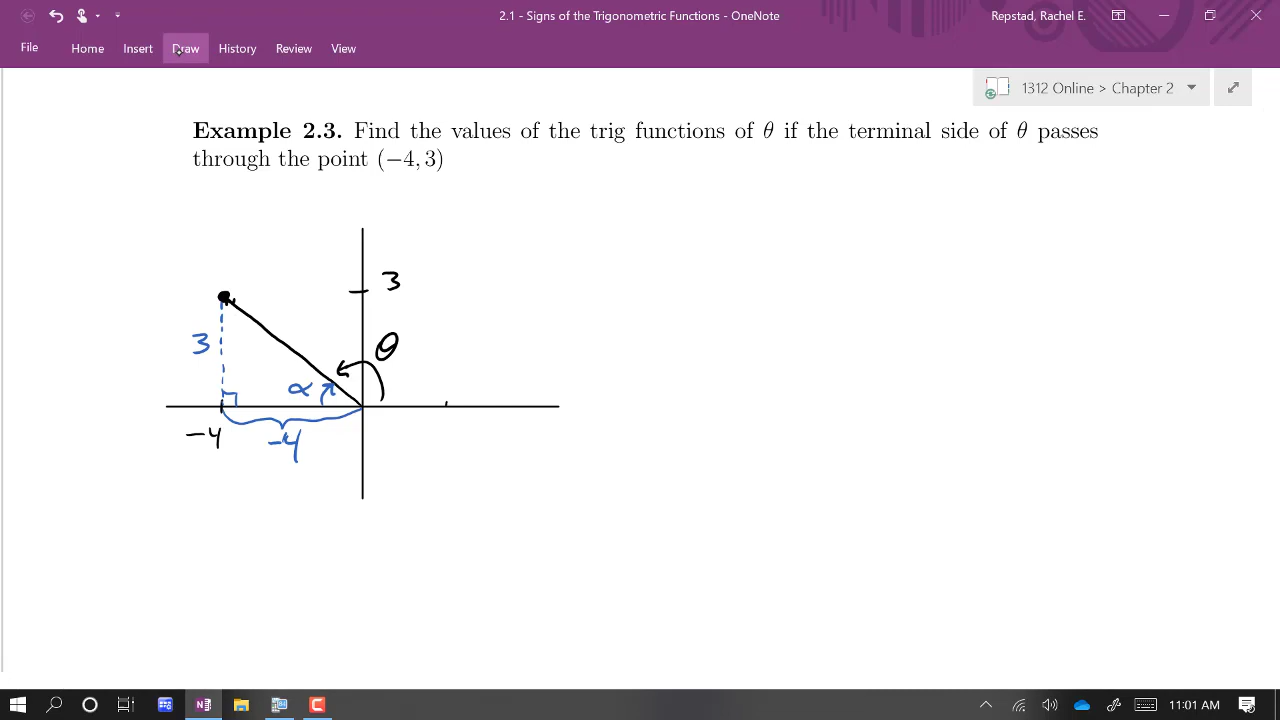 2.1 - Signs of the Trigonometric Functions - OneNote
Repstad, Rachel E.
File Home Insert Draw History Review View
1312 Online > Chapter 2
Example 2.3. Find the values of the trig functions of θ if the terminal side of θ passes
through the point (−4, 3)
3
θ
3
α
−4
−4
11:01 AM